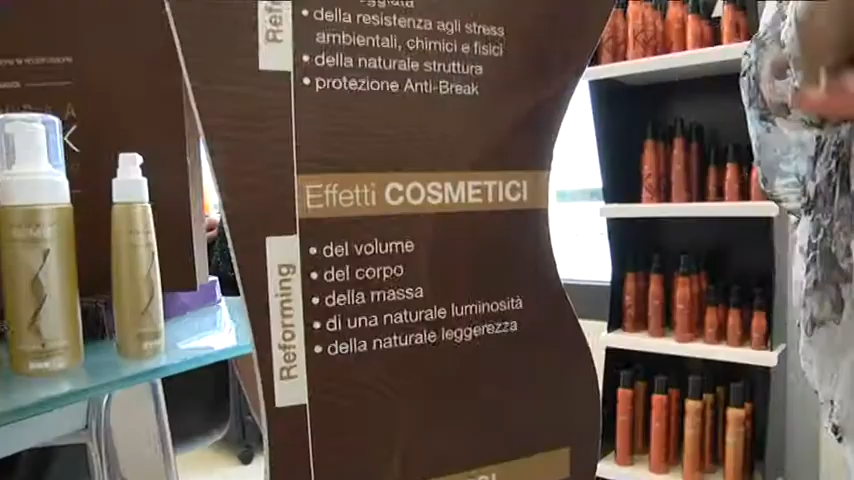 della resistenza agli stress
ambientali, chimici e fisici
della naturale struttura
protezione Anti-Break
Effetti COSMETICI
Reforming
del volume
del corpo
della massa
di una naturale luminosità
della naturale leggerezza